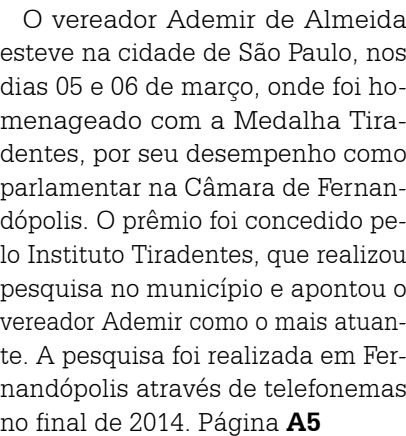 O vereador Ademir de Almeida
esteve na cidade de São Paulo, nos
dias 05 e 06 de março, onde foi ho-
menageado com a Medalha Tira-
dentes, por seu desempenho como
parlamentar na Câmara de Fernan-
dópolis. O prêmio foi concedido pe-
lo Instituto Tiradentes, que realizou
pesquisa no município e apontou o
vereador Ademir como o mais atuan-
te. A pesquisa foi realizada em Fer-
nandópolis através de telefonemas
no final de 2014. Página A5